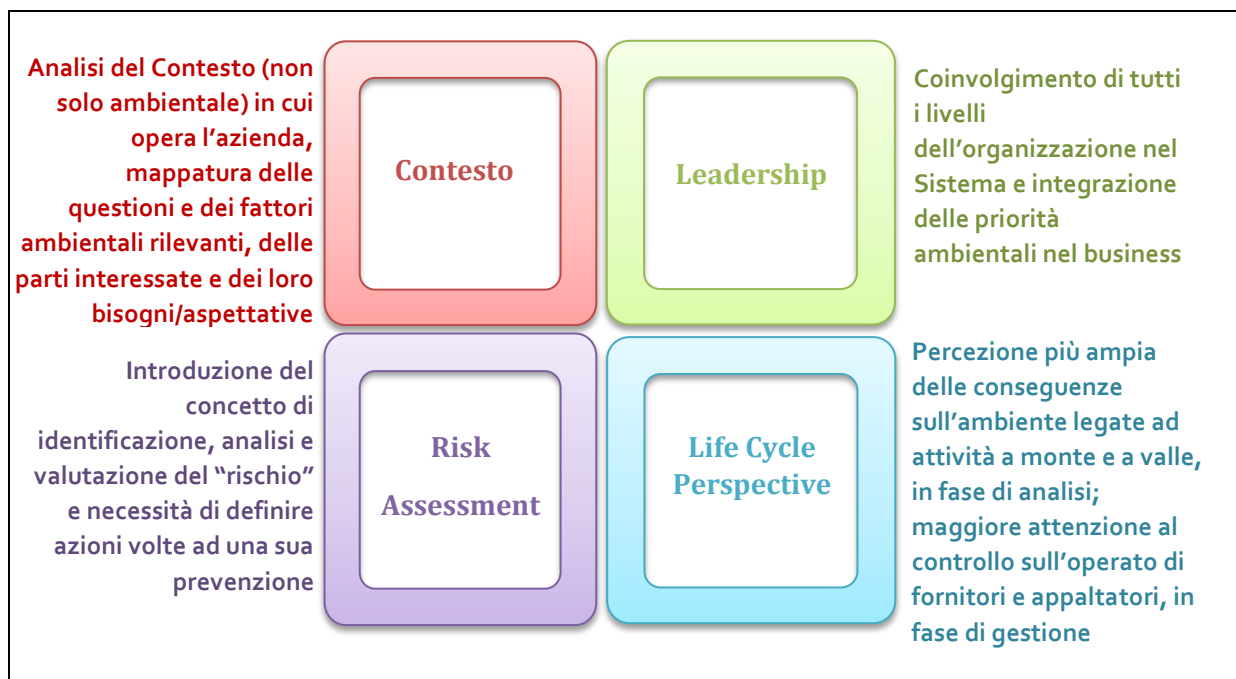 Analisi del Contesto (non
solo ambientale) in cui
opera l’azienda,
mappatura delle
questioni e dei fattori
ambientali rilevanti, delle
parti interessate e dei loro
bisogni/aspettative
Contesto
Leadership
Coinvolgimento di tutti
i livelli
dell’organizzazione nel
Sistema e integrazione
delle priorità
ambientali nel business
Introduzione del
concetto di
identificazione, analisi e
valutazione del “rischio”
e necessità di definire
azioni volte ad una sua
prevenzione
Risk
Assessment
Life Cycle
Perspective
Percezione più ampia
delle conseguenze
sull’ambiente legate ad
attività a monte e a valle,
in fase di analisi;
maggiore attenzione al
controllo sull’operato di
fornitori e appaltatori, in
fase di gestione